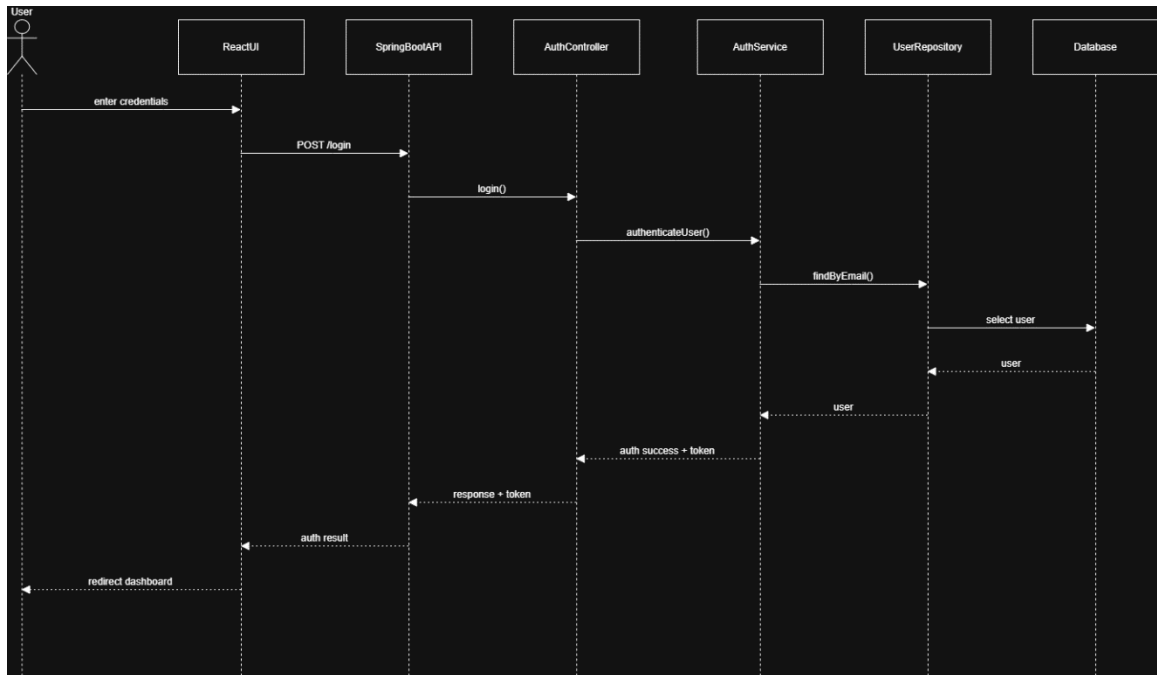 User
ReactUI
SpringBootAPI
AuthController
AuthService
UserRepository
Database
enter credentials
POST /login
login()
authenticateUser()
findByEmail()
select user
user
user
auth success + token
response + token
auth result
redirect dashboard